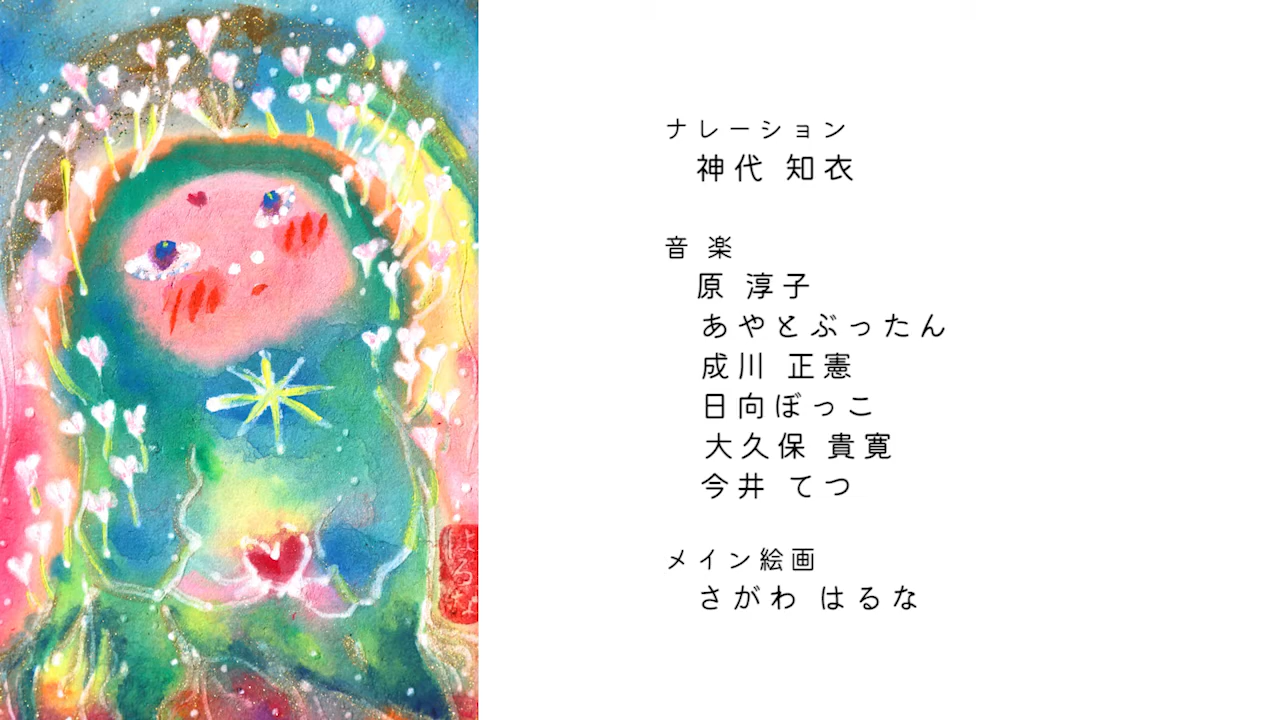 ナレーション
神代 知衣
音 楽
原 淳子
あやとぶったん
成川 正憲
日向ぼっこ
大久保 貴寛
今井 てつ
メイン絵画
さがわ はるな